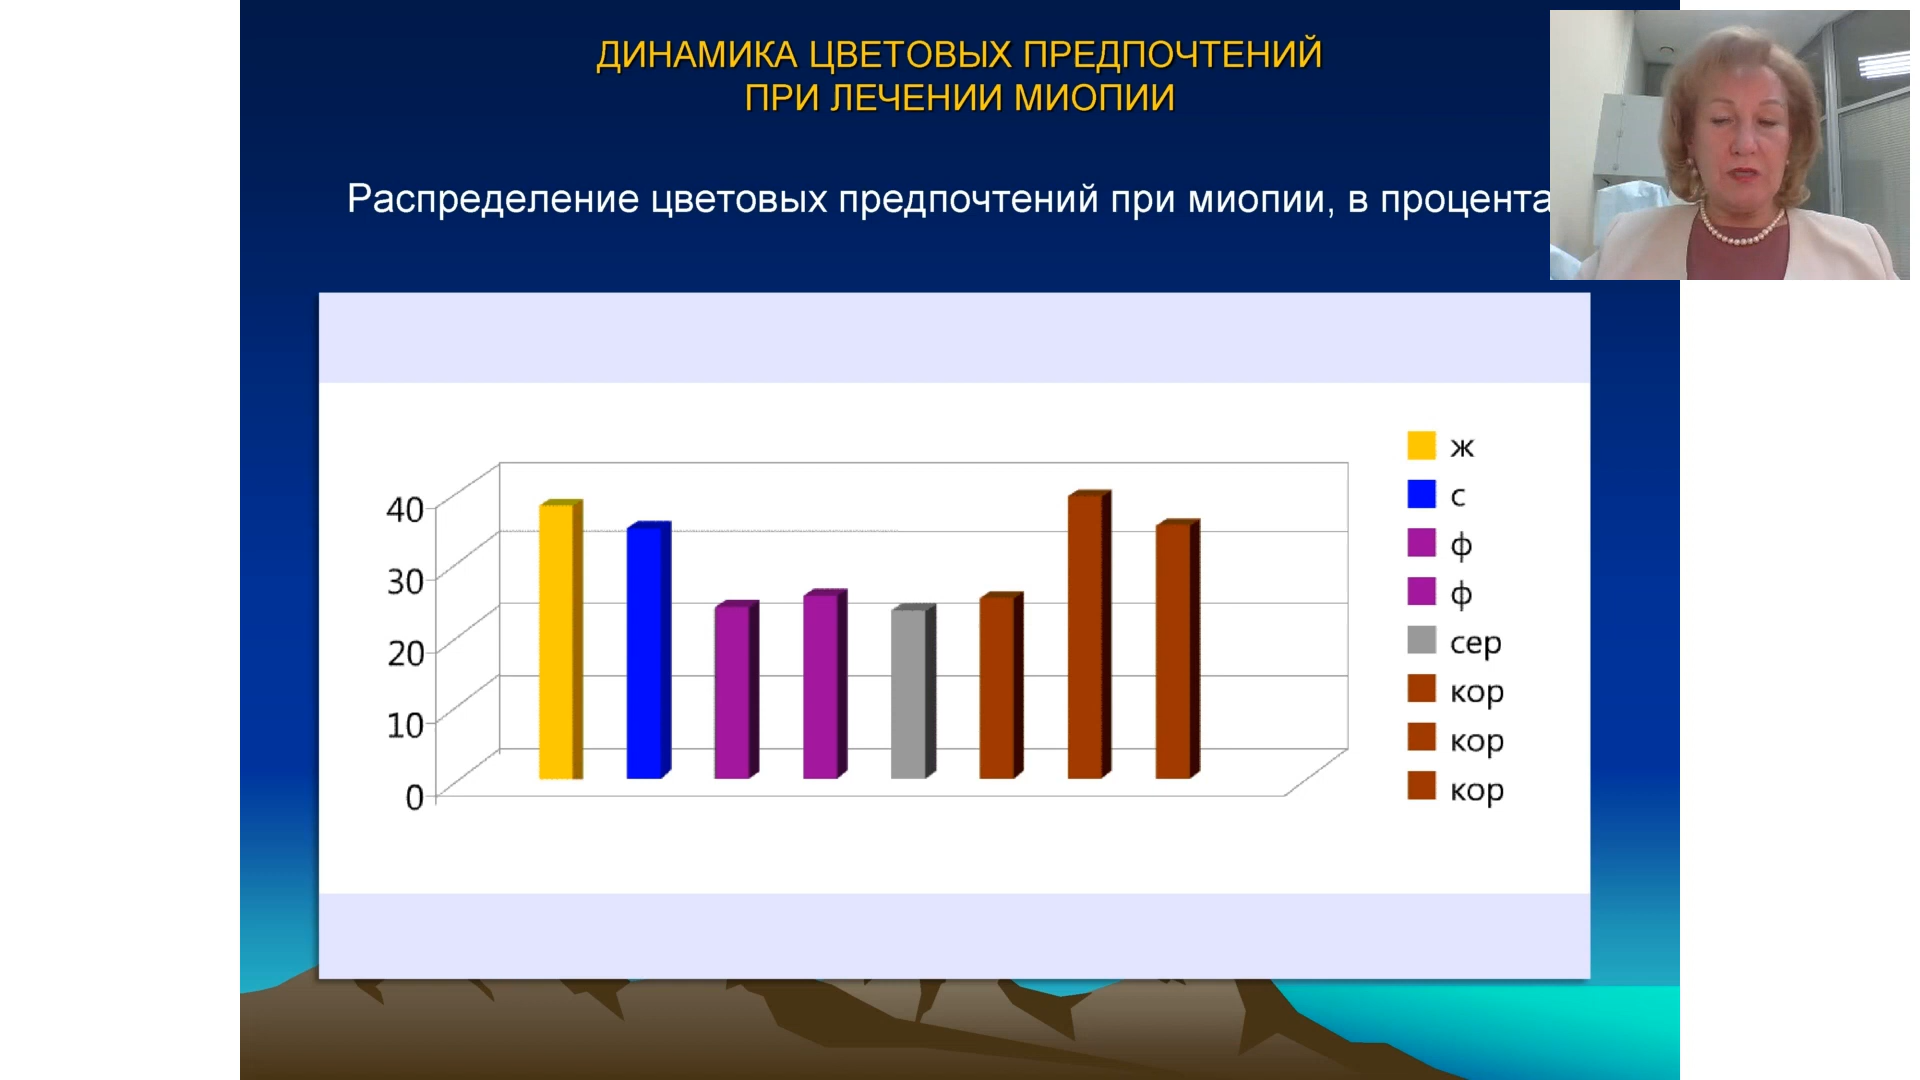 ДИНАМИКА ЦВЕТОВЫХ ПРЕДПОЧТЕНИЙ
ПРИ ЛЕЧЕНИИ МИОПИИ
Распределение цветовых предпочтений при миопии, в процента
40
30
20
10
0
ж
с
ф
ф
сер
кор
кор
кор